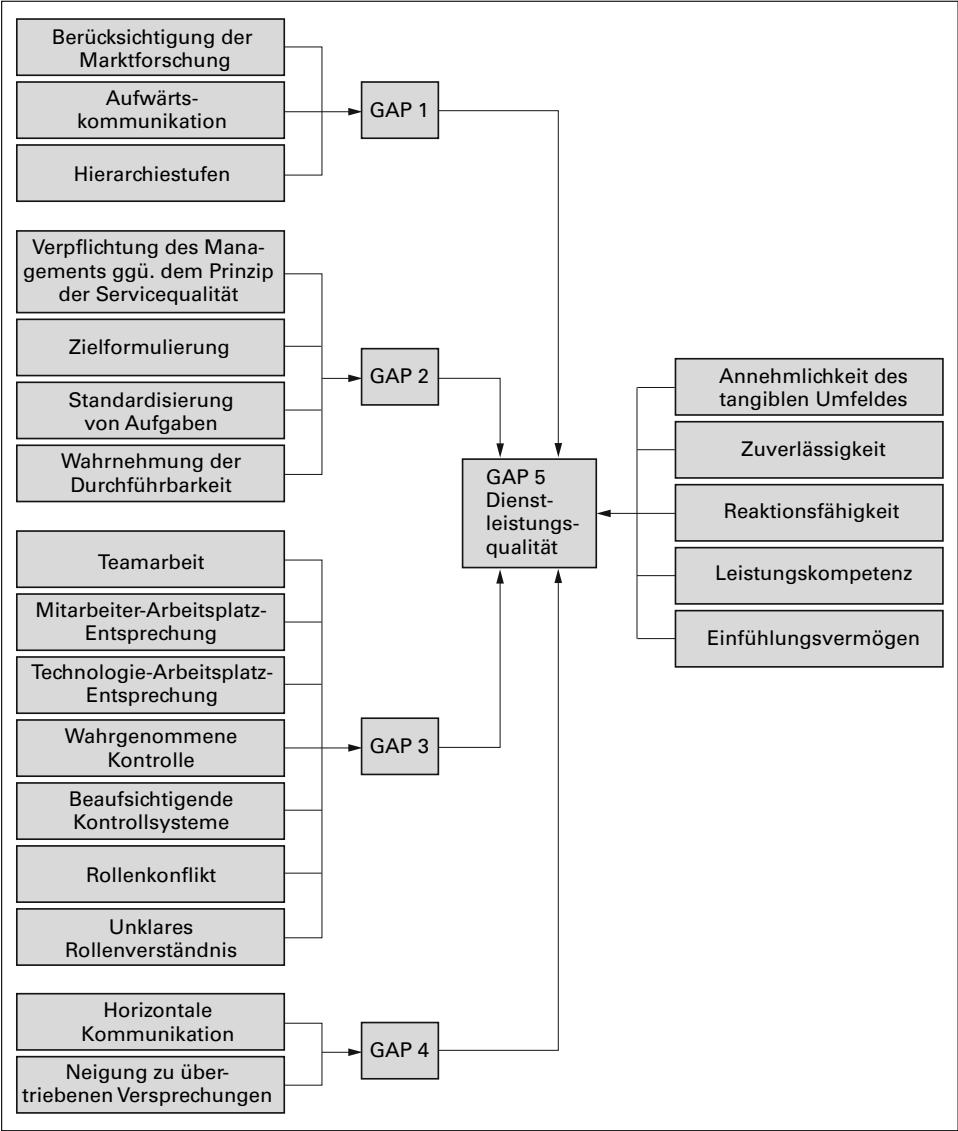 Berücksichtigung der
Marktforschung
Aufwärts-
kommunikation
Hierarchiestufen
GAP 1
Verpflichtung des Mana-
gements ggü. dem Prinzip
der Servicequalität
Zielformulierung
Standardisierung
von Aufgaben
Wahrnehmung der
Durchführbarkeit
GAP 2
Teamarbeit
Mitarbeiter-Arbeitsplatz-
Entsprechung
Technologie-Arbeitsplatz-
Entsprechung
Wahrgenommene
Kontrolle
Beaufsichtigende
Kontrollsysteme
Rollenkonflikt
Unklares
Rollenverständnis
GAP 3
Horizontale
Kommunikation
Neigung zu über-
triebenen Versprechungen
GAP 4
GAP 5
Dienst-
leistungs-
qualität
Annehmlichkeit des
tangiblen Umfeldes
Zuverlässigkeit
Reaktionsfähigkeit
Leistungskompetenz
Einfühlungsvermögen